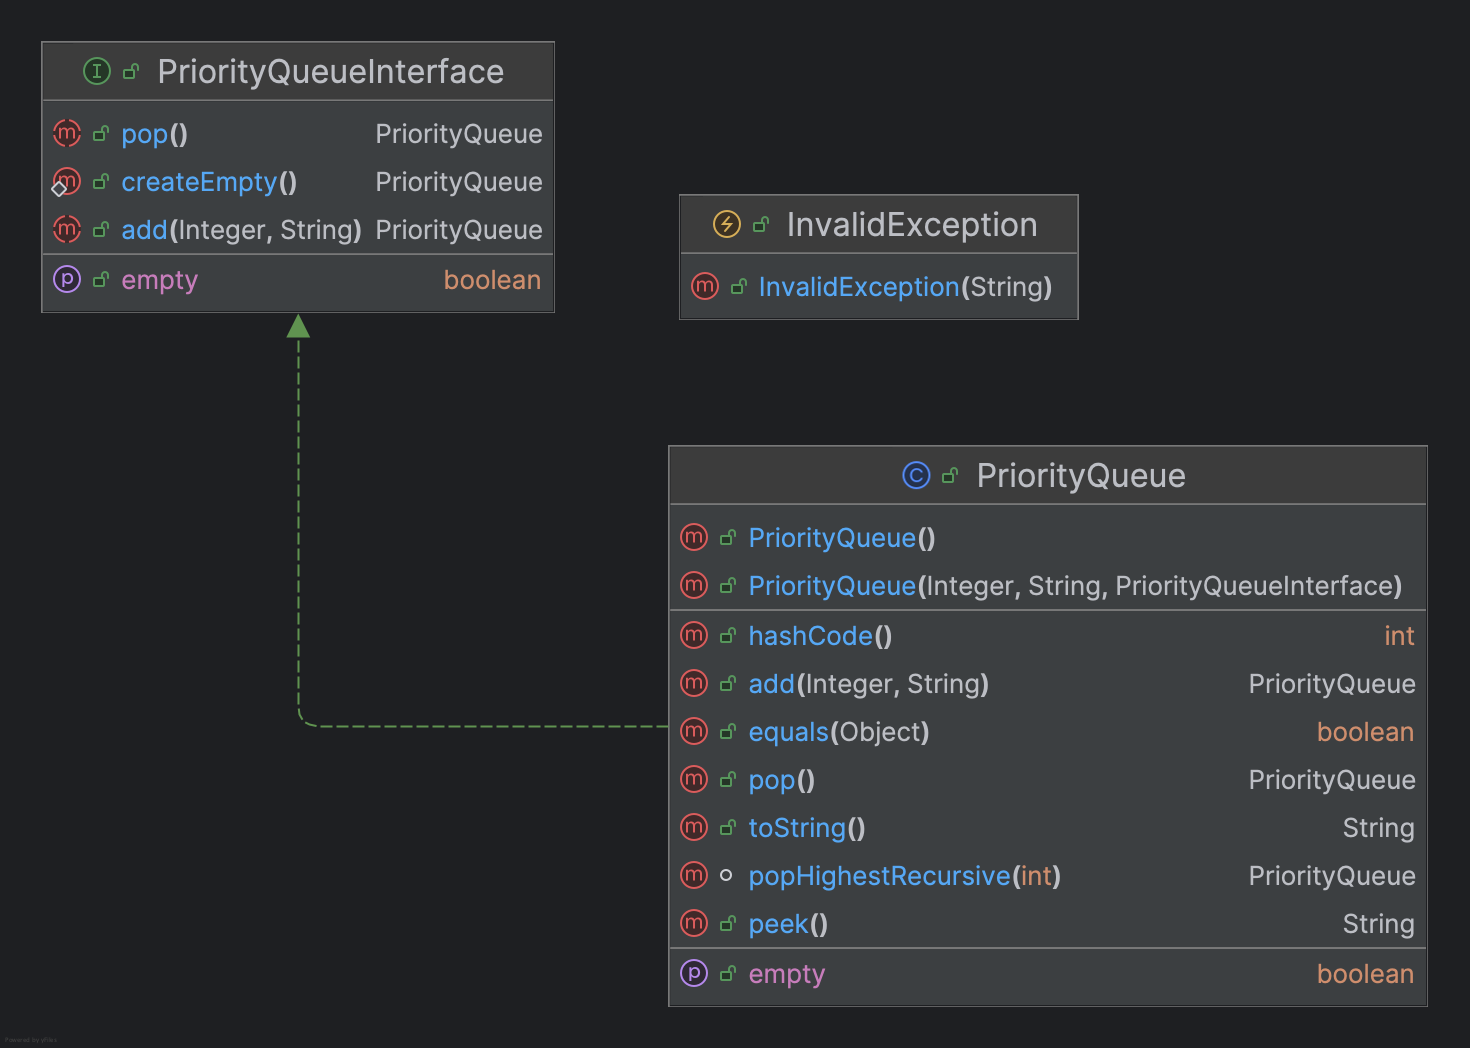 PriorityQueueInterface
pop() PriorityQueue
createEmpty() PriorityQueue
add(Integer, String) PriorityQueue
empty boolean
InvalidException
InvalidException(String)
PriorityQueue
PriorityQueue()
PriorityQueue(Integer, String, PriorityQueueInterface)
hashCode() int
add(Integer, String) PriorityQueue
equals(Object) boolean
pop() PriorityQueue
toString() String
popHighestRecursive(int) PriorityQueue
peek() String
empty boolean
Powered by yFiles